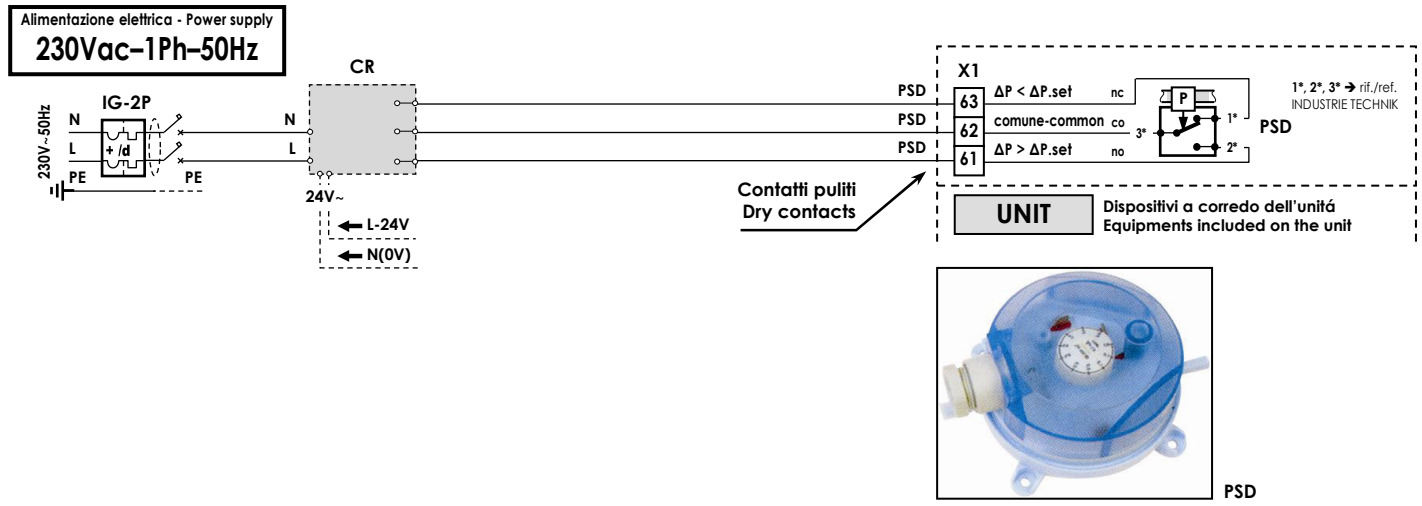 Alimentazione elettrica - Power supply
230Vac–1Ph–50Hz
CR
IG-2P
230V~50Hz
N
L
PE
+ /d
PE
N
L
24V~
L-24V
N(0V)
PSD
PSD
PSD
X1
63 ΔP < ΔP.set nc
62 comune-common co
61 ΔP > ΔP.set no
P
1*
3*
2*
PSD
1*, 2*, 3* ➔ rif./ref.
INDUSTRIE TECHNIK
Contatti puliti
Dry contacts
UNIT
Dispositivi a corredo dell'unitá
Equipments included on the unit
PSD